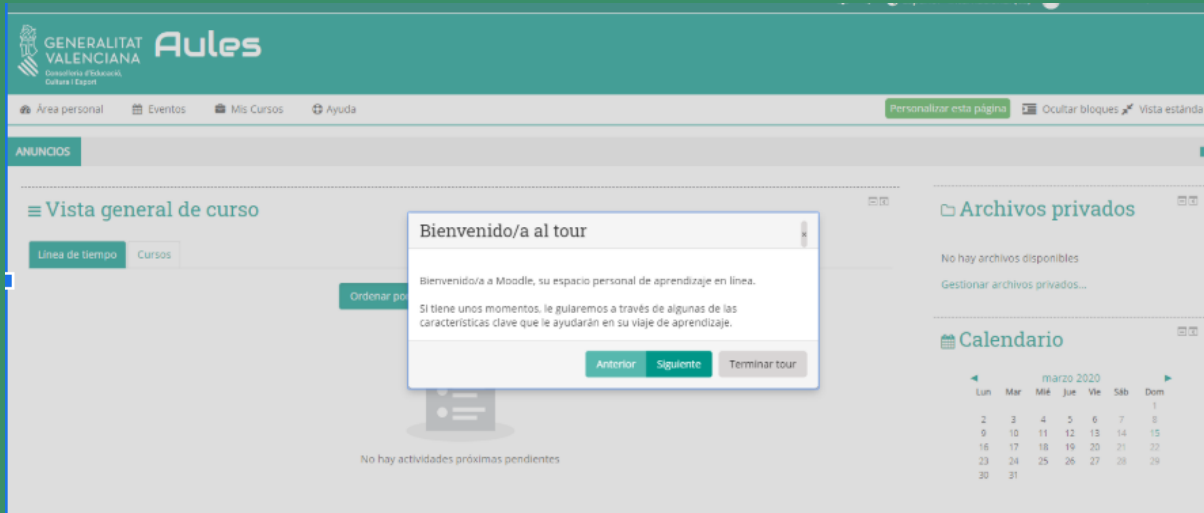 GENERALITAT
VALENCIANA
Conselleria d'Educació,
Cultura i Esport
Aules
Área personal
Eventos
Mis Cursos
Ayuda
Personalizar esta página
Ocultar bloques
Vista estánda
ANUNCIOS
Vista general de curso
Línea de tiempo
Cursos
Ordenar po
Bienvenido/a al tour
x
Bienvenido/a a Moodle, su espacio personal de aprendizaje en línea.
Si tiene unos momentos, le guiaremos a través de algunas de las
características clave que le ayudarán en su viaje de aprendizaje.
Anterior
Siguiente
Terminar tour
No hay actividades próximas pendientes
Archivos privados
No hay archivos disponibles
Gestionar archivos privados...
Calendario
◄ marzo 2020 ►
Lun Mar Mié Jue Vie Sáb Dom
1
2 3 4 5 6 7 8
9 10 11 12 13 14 15
16 17 18 19 20 21 22
23 24 25 26 27 28 29
30 31